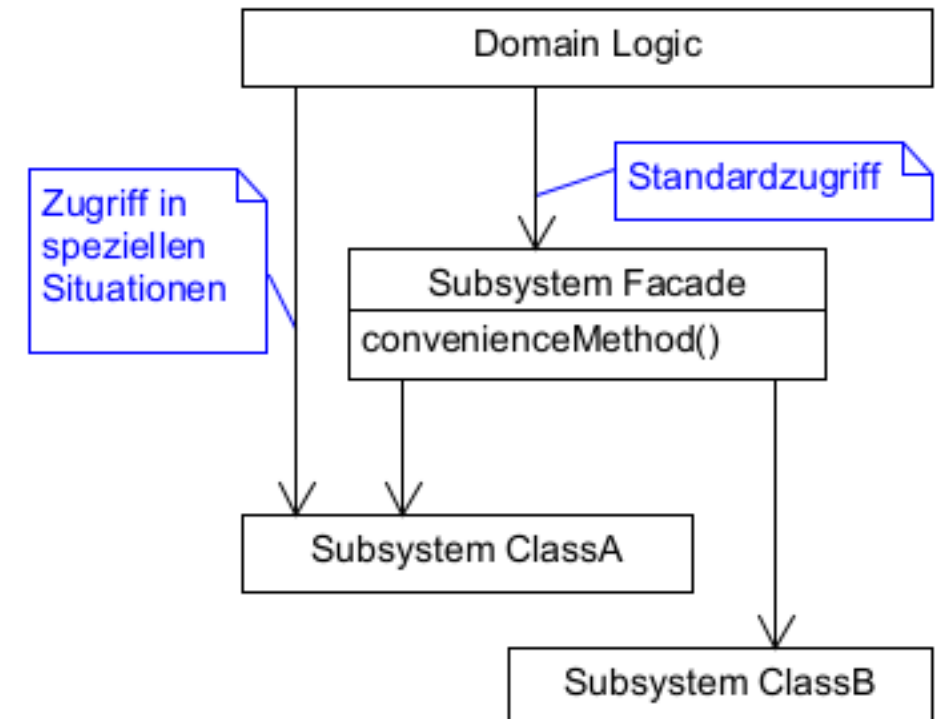 Domain Logic
Standardzugriff
Zugriff in
speziellen
Situationen
Subsystem Facade
convenienceMethod()
Subsystem ClassA
Subsystem ClassB